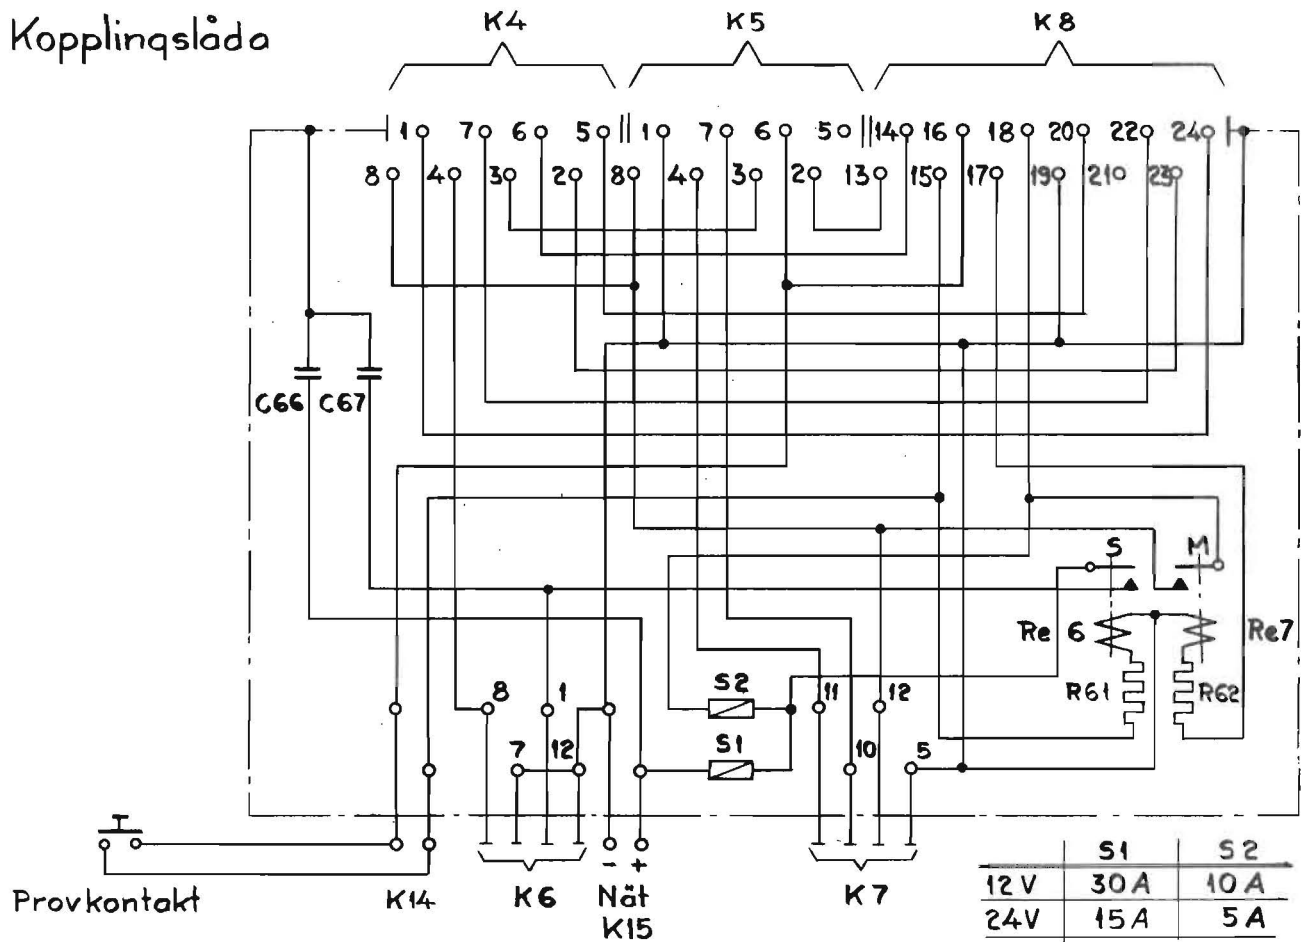 Kopplingslåda
K4 K5 K8
1 7 6 5 1 7 6 5 14 16 18 20 22 24
8 4 3 2 8 4 3 2 13 15 17 19 21 23
C66 C67
S M
Re 6 Re7
R61 R62
8 1 S2 11 12
7 12 S1 10 5
- +
Provkontakt K14 K6 Nät K7
K15
S1 S2
12V 30A 10A
24V 15A 5A